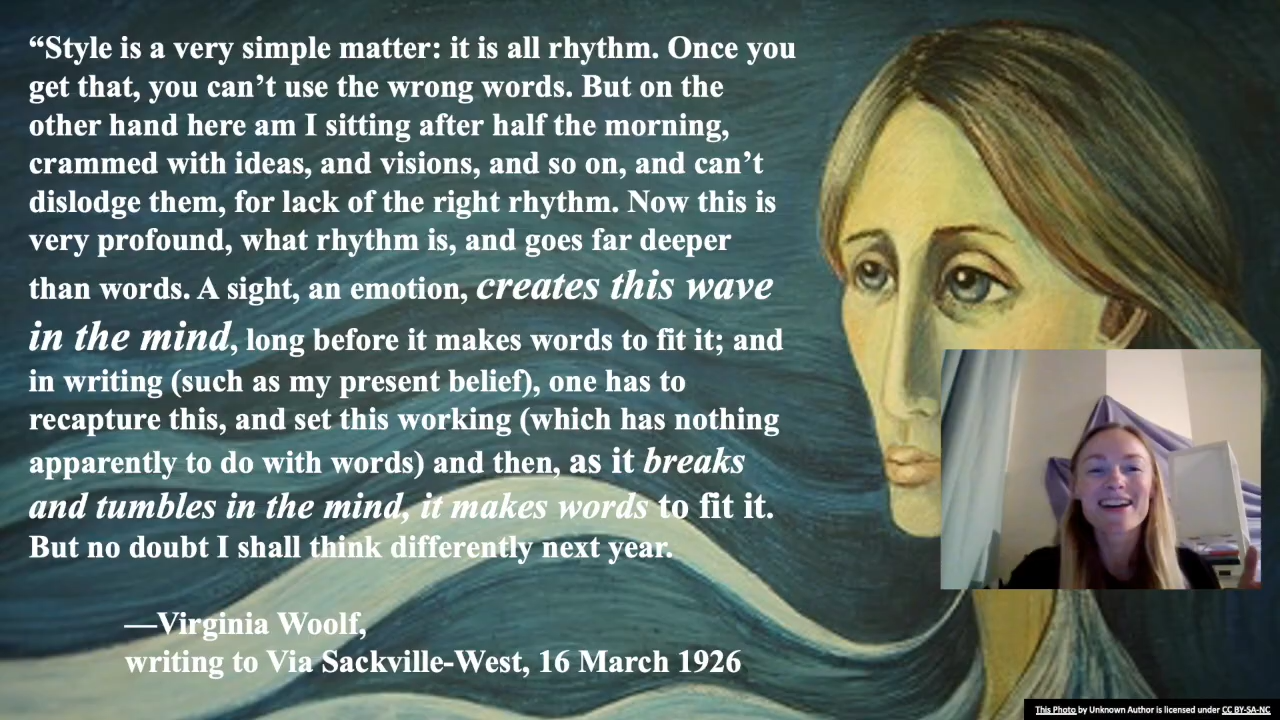 “Style is a very simple matter: it is all rhythm. Once you
get that, you can’t use the wrong words. But on the
other hand here am I sitting after half the morning,
crammed with ideas, and visions, and so on, and can’t
dislodge them, for lack of the right rhythm. Now this is
very profound, what rhythm is, and goes far deeper
than words. A sight, an emotion, creates this wave
in the mind, long before it makes words to fit it; and
in writing (such as my present belief), one has to
recapture this, and set this working (which has nothing
apparently to do with words) and then, as it breaks
and tumbles in the mind, it makes words to fit it.
But no doubt I shall think differently next year.
—Virginia Woolf,
writing to Via Sackville-West, 16 March 1926
This Photo by Unknown Author is licensed under CC BY-SA-NC